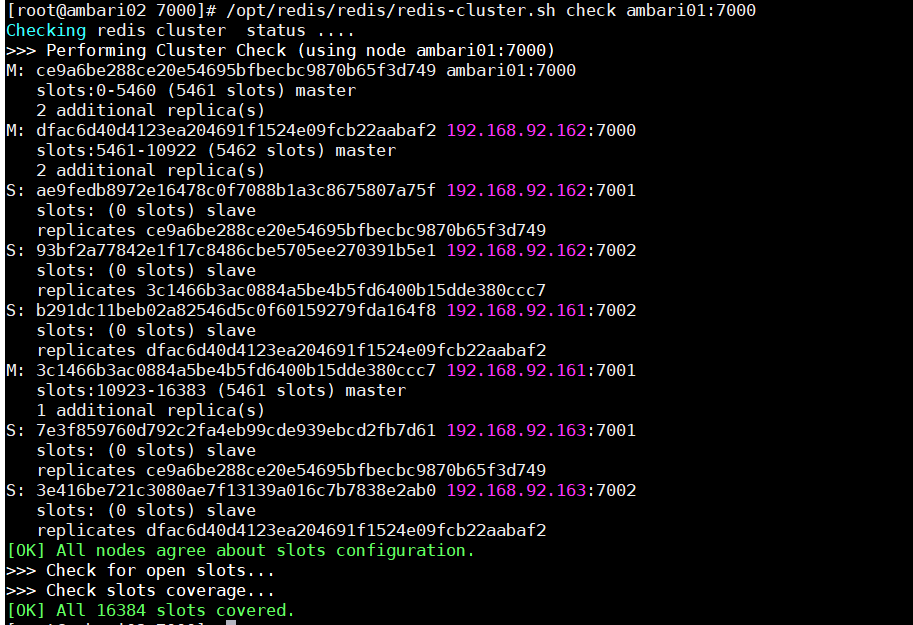 [root@ambari02 7000]# /opt/redis/redis/redis-cluster.sh check ambari01:7000
Checking redis cluster  status ....
>>> Performing Cluster Check (using node ambari01:7000)
M: ce9a6be288ce20e54695bfbecbc9870b65f3d749 ambari01:7000
   slots:0-5460 (5461 slots) master
   2 additional replica(s)
M: dfac6d40d4123ea204691f1524e09fcb22aabaf2 192.168.92.162:7000
   slots:5461-10922 (5462 slots) master
   2 additional replica(s)
S: ae9fedb8972e16478c0f7088b1a3c8675807a75f 192.168.92.162:7001
   slots: (0 slots) slave
   replicates ce9a6be288ce20e54695bfbecbc9870b65f3d749
S: 93bf2a77842e1f17c8486cbe5705ee270391b5e1 192.168.92.162:7002
   slots: (0 slots) slave
   replicates 3c1466b3ac0884a5be4b5fd6400b15dde380ccc7
S: b291dc11beb02a82546d5c0f60159279fda164f8 192.168.92.161:7002
   slots: (0 slots) slave
   replicates dfac6d40d4123ea204691f1524e09fcb22aabaf2
M: 3c1466b3ac0884a5be4b5fd6400b15dde380ccc7 192.168.92.161:7001
   slots:10923-16383 (5461 slots) master
   1 additional replica(s)
S: 7e3f859760d792c2fa4eb99cde939ebcd2fb7d61 192.168.92.163:7001
   slots: (0 slots) slave
   replicates ce9a6be288ce20e54695bfbecbc9870b65f3d749
S: 3e416be721c3080ae7f13139a016c7b7838e2ab0 192.168.92.163:7002
   slots: (0 slots) slave
   replicates dfac6d40d4123ea204691f1524e09fcb22aabaf2
[OK] All nodes agree about slots configuration.
>>> Check for open slots...
>>> Check slots coverage...
[OK] All 16384 slots covered.